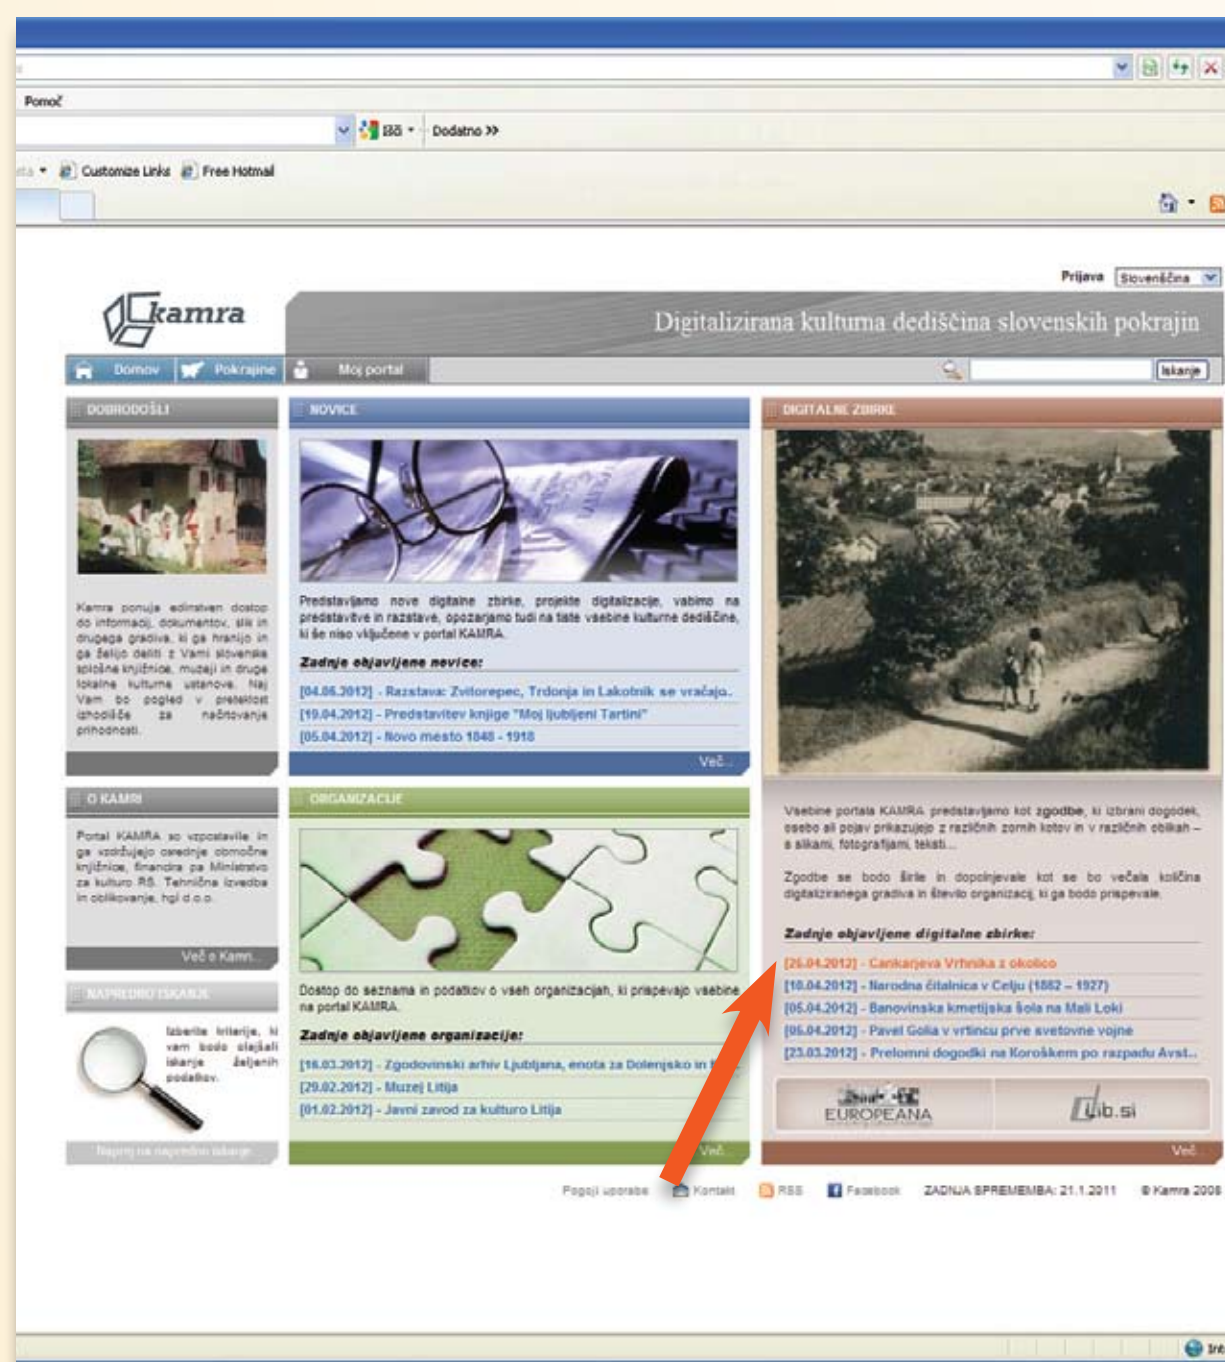 Pomoč
Dodatno »
Customize Links Free Hotmail
Prijava Slovenščina
kamra
Digitalizirana kulturna dediščina slovenskih pokrajin
Domov Pokrajine Moj portal Iskanje
DOBRODOŠLI
Kamra ponuja edinstven dostop
do informacij, dokumentov, slik in
drugega gradiva, ki ga hranijo in
ga želijo deliti z Vami slovenske
splošne knjižnice, muzeji in druge
lokalne kulturne ustanove. Naj
Vam bo pogled v preteklost
izhodišče za načrtovanje
prihodnosti.
O KAMRI
Portal KAMRA so vzpostavile in
ga vzdržujejo osrednje območne
knjižnice, financira pa Ministrstvo
za kulturo RS. Tehnična izvedba
in oblikovanje, hgl d.o.o.
Več o Kamri...
NAPREDNO ISKANJE
Izberite kriterije, ki
vam bodo olajšali
iskanje željenih
podatkov.
Naprej na napredno iskanje...
NOVICE
Predstavljamo nove digitalne zbirke, projekte digitalizacije, vabimo na
predstavitve in razstave, opozarjamo tudi na tiste vsebine kulturne dediščine,
ki še niso vključene v portal KAMRA.
Zadnje objavljene novice:
[04.06.2012] - Razstava: Zvitorepec, Trdonja in Lakotnik se vračajo..
[19.04.2012] - Predstavitev knjige "Moj ljubljeni Tartini"
[05.04.2012] - Novo mesto 1848 - 1918
Več...
ORGANIZACIJE
Dostop do seznama in podatkov o vseh organizacijah, ki prispevajo vsebine
na portal KAMRA.
Zadnje objavljene organizacije:
[16.03.2012] - Zgodovinski arhiv Ljubljana, enota za Dolenjsko in
[29.02.2012] - Muzej Litija
[01.02.2012] - Javni zavod za kulturo Litija
Več...
DIGITALNE ZBIRKE
Vsebine portala KAMRA predstavljamo kot zgodbe, ki izbrani dogodek,
osebo ali pojav prikazujejo z različnih zornih kotov in v različnih oblikah –
s slikami, fotografijami, teksti...
Zgodbe se bodo širile in dopolnjevale kot se bo večala količina
digitaliziranega gradiva in število organizacij, ki ga bodo prispevale.
Zadnje objavljene digitalne zbirke:
[26.04.2012] - Cankarjeva Vrhnika z okolico
[10.04.2012] - Narodna čitalnica v Celju (1882 – 1927)
[05.04.2012] - Banovinska kmetijska šola na Mali Loki
[05.04.2012] - Pavel Golia v vrtincu prve svetovne vojne
[23.03.2012] - Prelomni dogodki na Koroškem po razpadu Avst...
EUROPEANA
dLib.si
Več...
Pogoji uporabe Kontakt RSS Facebook ZADNJA SPREMEMBA: 21.1.2011 © Kamra 2008
Int